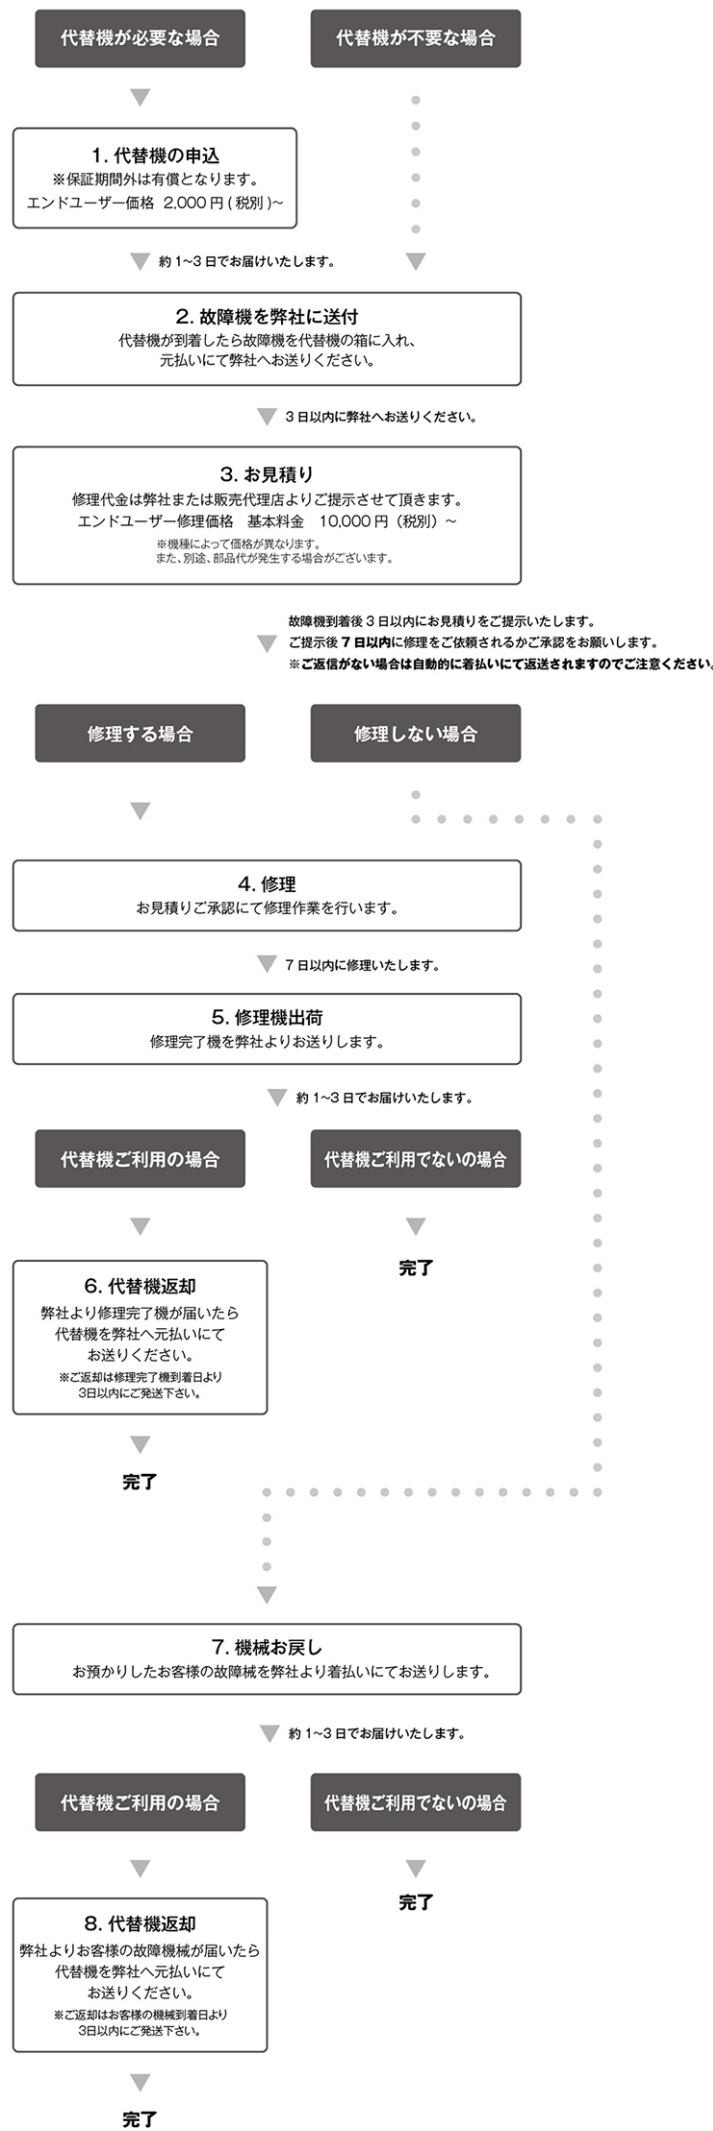 代替機が必要な場合
代替機が不要な場合
1. 代替機の申込
※保証期間外は有償となります。
エンドユーザー価格 2,000円(税別)~
約1~3日でお届けいたします。
2. 故障機を弊社に送付
代替機が到着したら故障機を代替機の箱に入れ、
元払いにて弊社へお送りください。
3日以内に弊社へお送りください。
3. お見積り
修理代金は弊社または販売代理店よりご提示させて頂きます。
エンドユーザー修理価格 基本料金 10,000円（税別）～
※機種によって価格が異なります。
また、別途、部品代が発生する場合がございます。
故障機到着後3日以内にお見積りをご提示いたします。
ご提示後7日以内に修理をご依頼されるかご承認をお願いします。
※ご返信がない場合は自動的に着払いにて返送されますのでご注意ください。
修理する場合
修理しない場合
4. 修理
お見積りご承認にて修理作業を行います。
7日以内に修理いたします。
5. 修理機出荷
修理完了機を弊社よりお送りします。
約1~3日でお届けいたします。
代替機ご利用の場合
代替機ご利用でないの場合
完了
6. 代替機返却
弊社より修理完了機が届いたら
代替機を弊社へ元払いにて
お送りください。
※ご返却は修理完了機到着日より
3日以内にご発送下さい。
完了
7. 機械お戻し
お預かりしたお客様の故障械を弊社より着払いにてお送りします。
約1~3日でお届けいたします。
代替機ご利用の場合
代替機ご利用でないの場合
完了
8. 代替機返却
弊社よりお客様の故障機械が届いたら
代替機を弊社へ元払いにて
お送りください。
※ご返却はお客様の機械到着日より
3日以内にご発送下さい。
完了